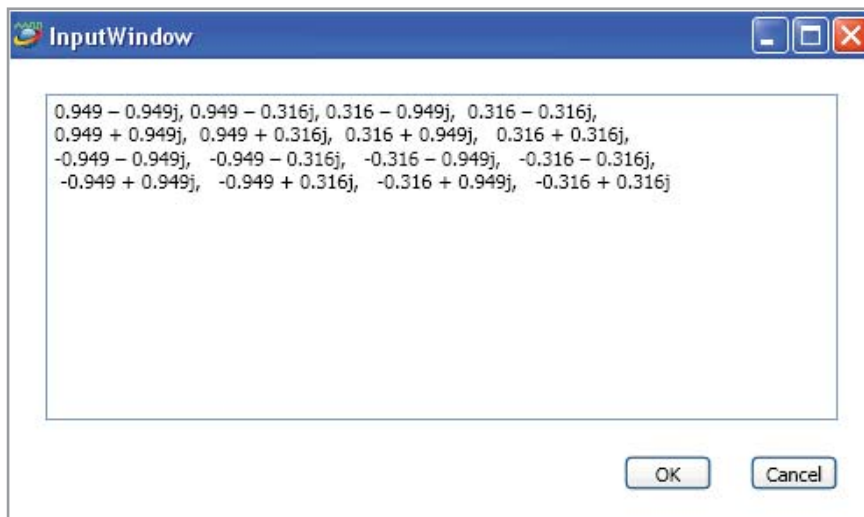 InputWindow
0.949 – 0.949j, 0.949 – 0.316j, 0.316 – 0.949j, 0.316 – 0.316j,
0.949 + 0.949j, 0.949 + 0.316j, 0.316 + 0.949j, 0.316 + 0.316j,
-0.949 – 0.949j, -0.949 – 0.316j, -0.316 – 0.949j, -0.316 – 0.316j,
-0.949 + 0.949j, -0.949 + 0.316j, -0.316 + 0.949j, -0.316 + 0.316j
OK Cancel